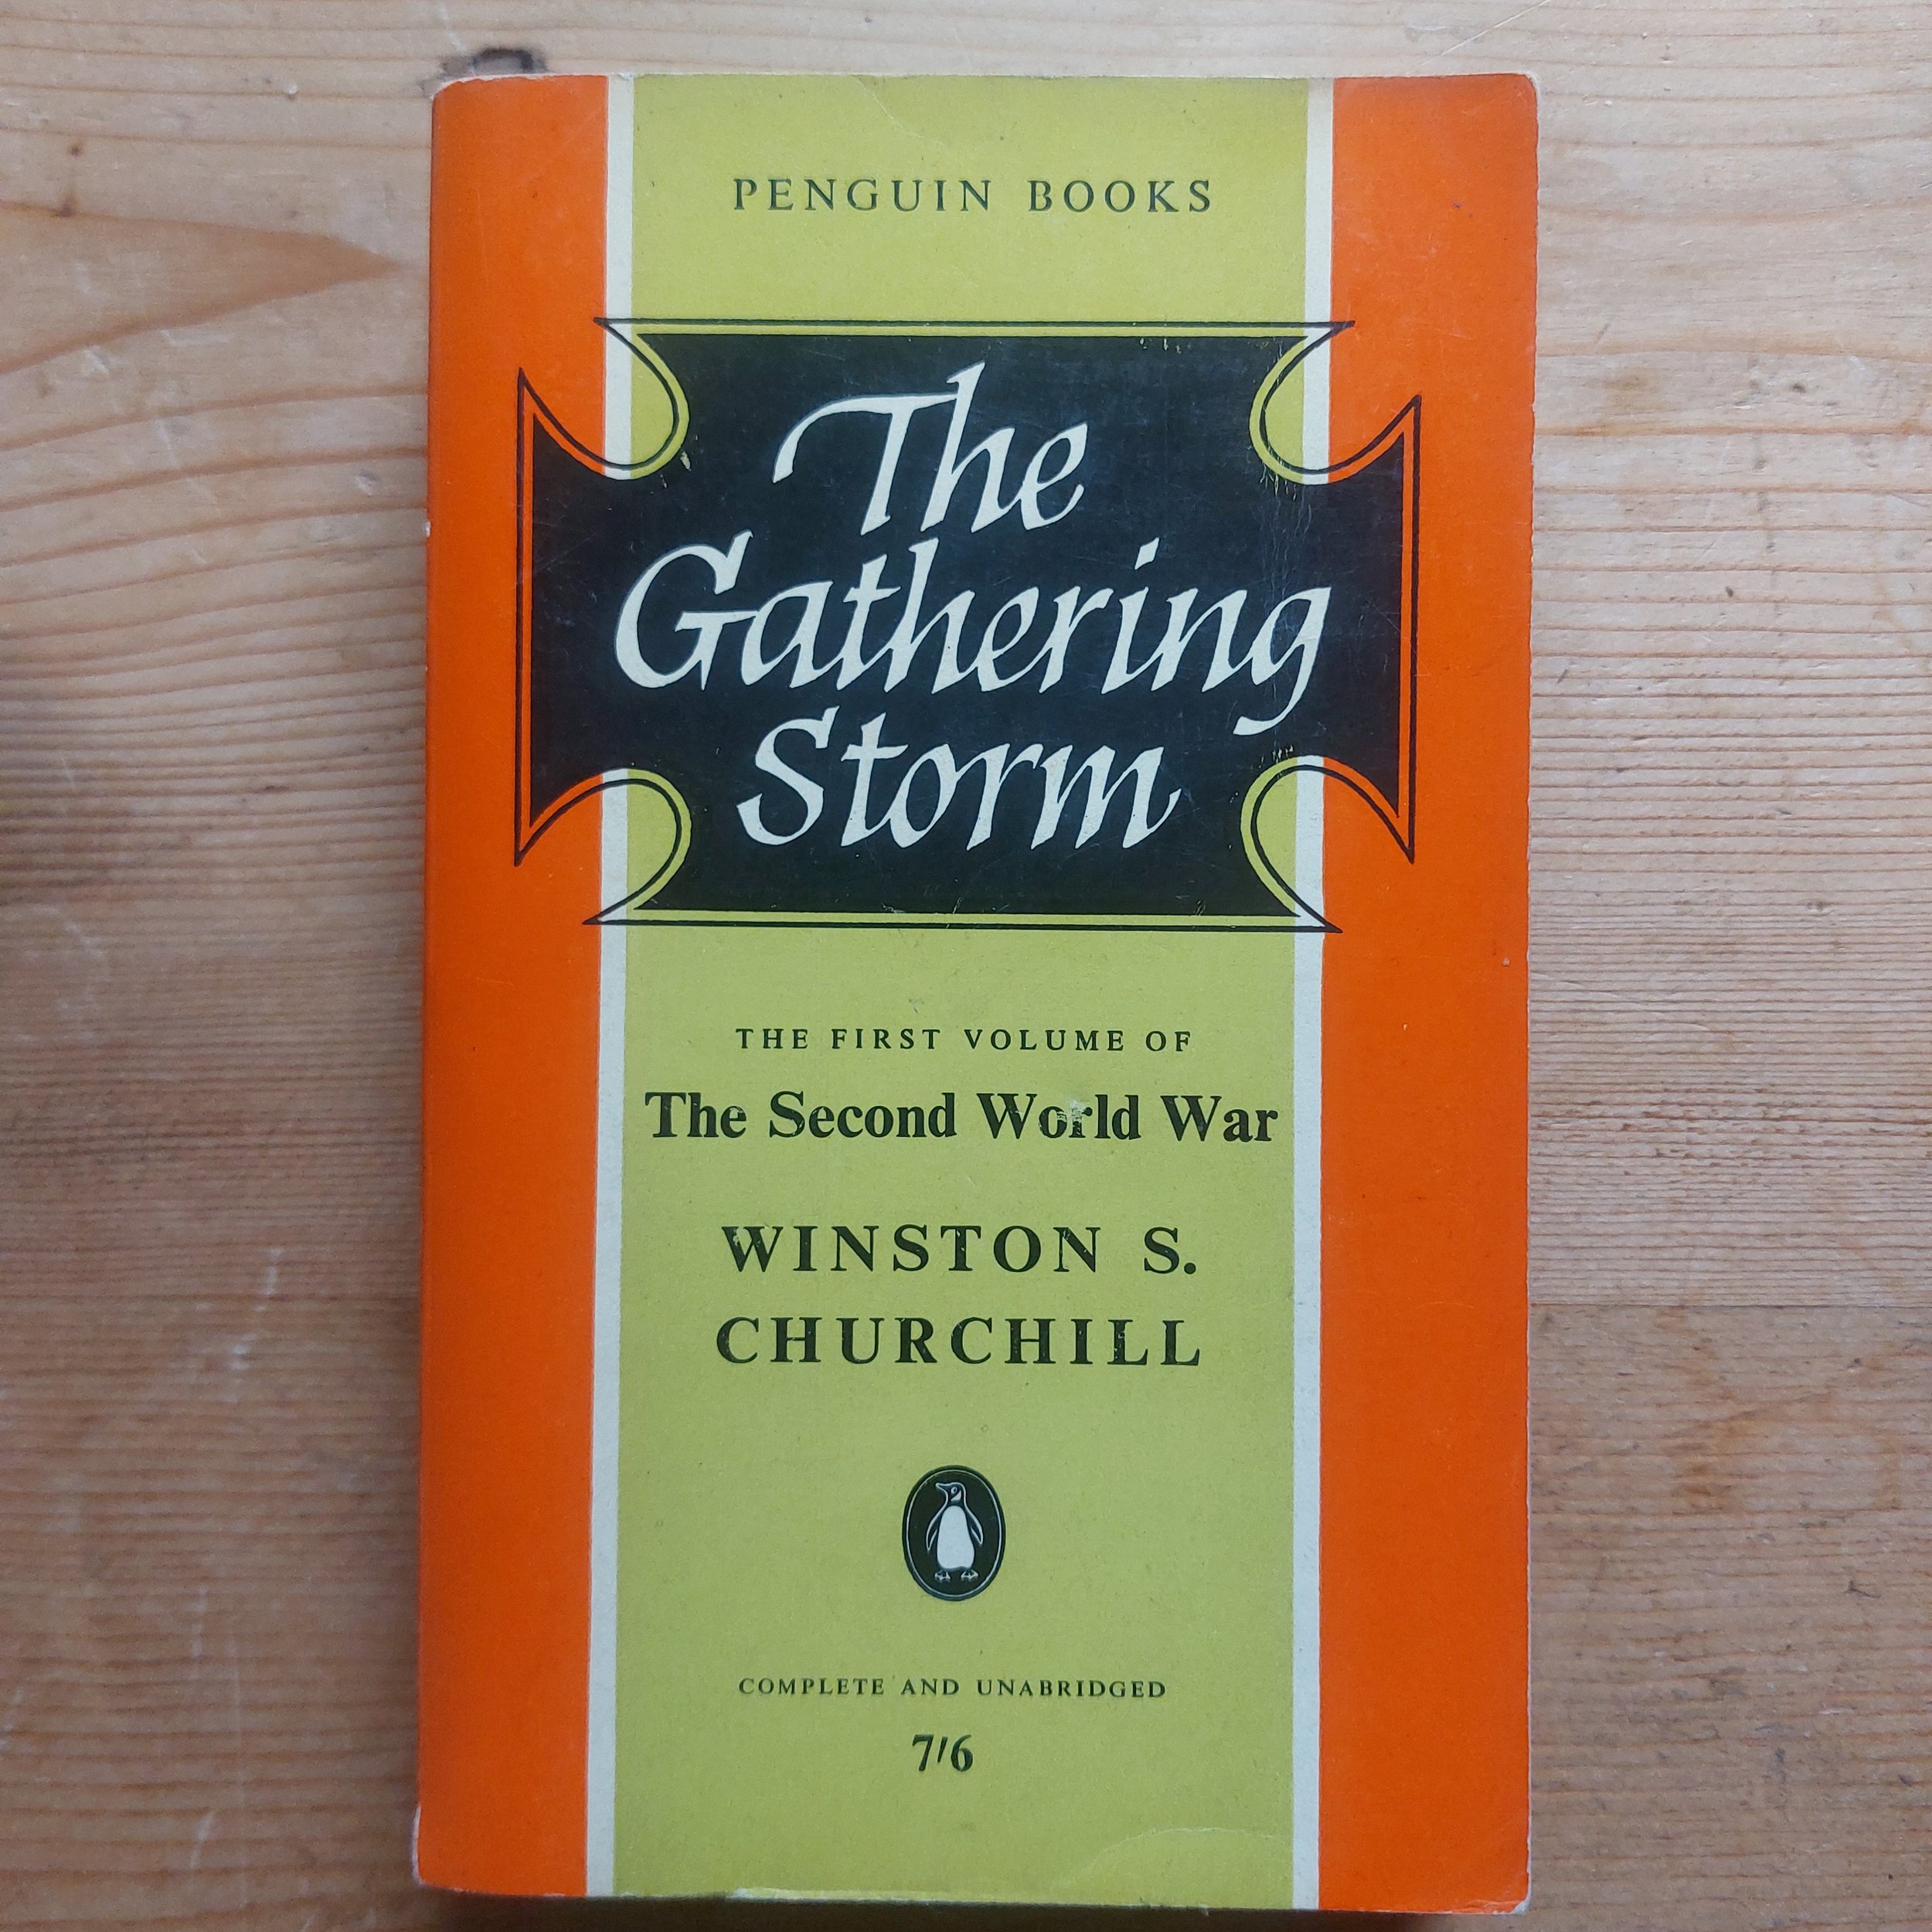 PENGUIN BOOKS
The
Gathering
Storm
THE FIRST VOLUME OF
The Second World War
WINSTON S.
CHURCHILL
COMPLETE AND UNABRIDGED
7/6